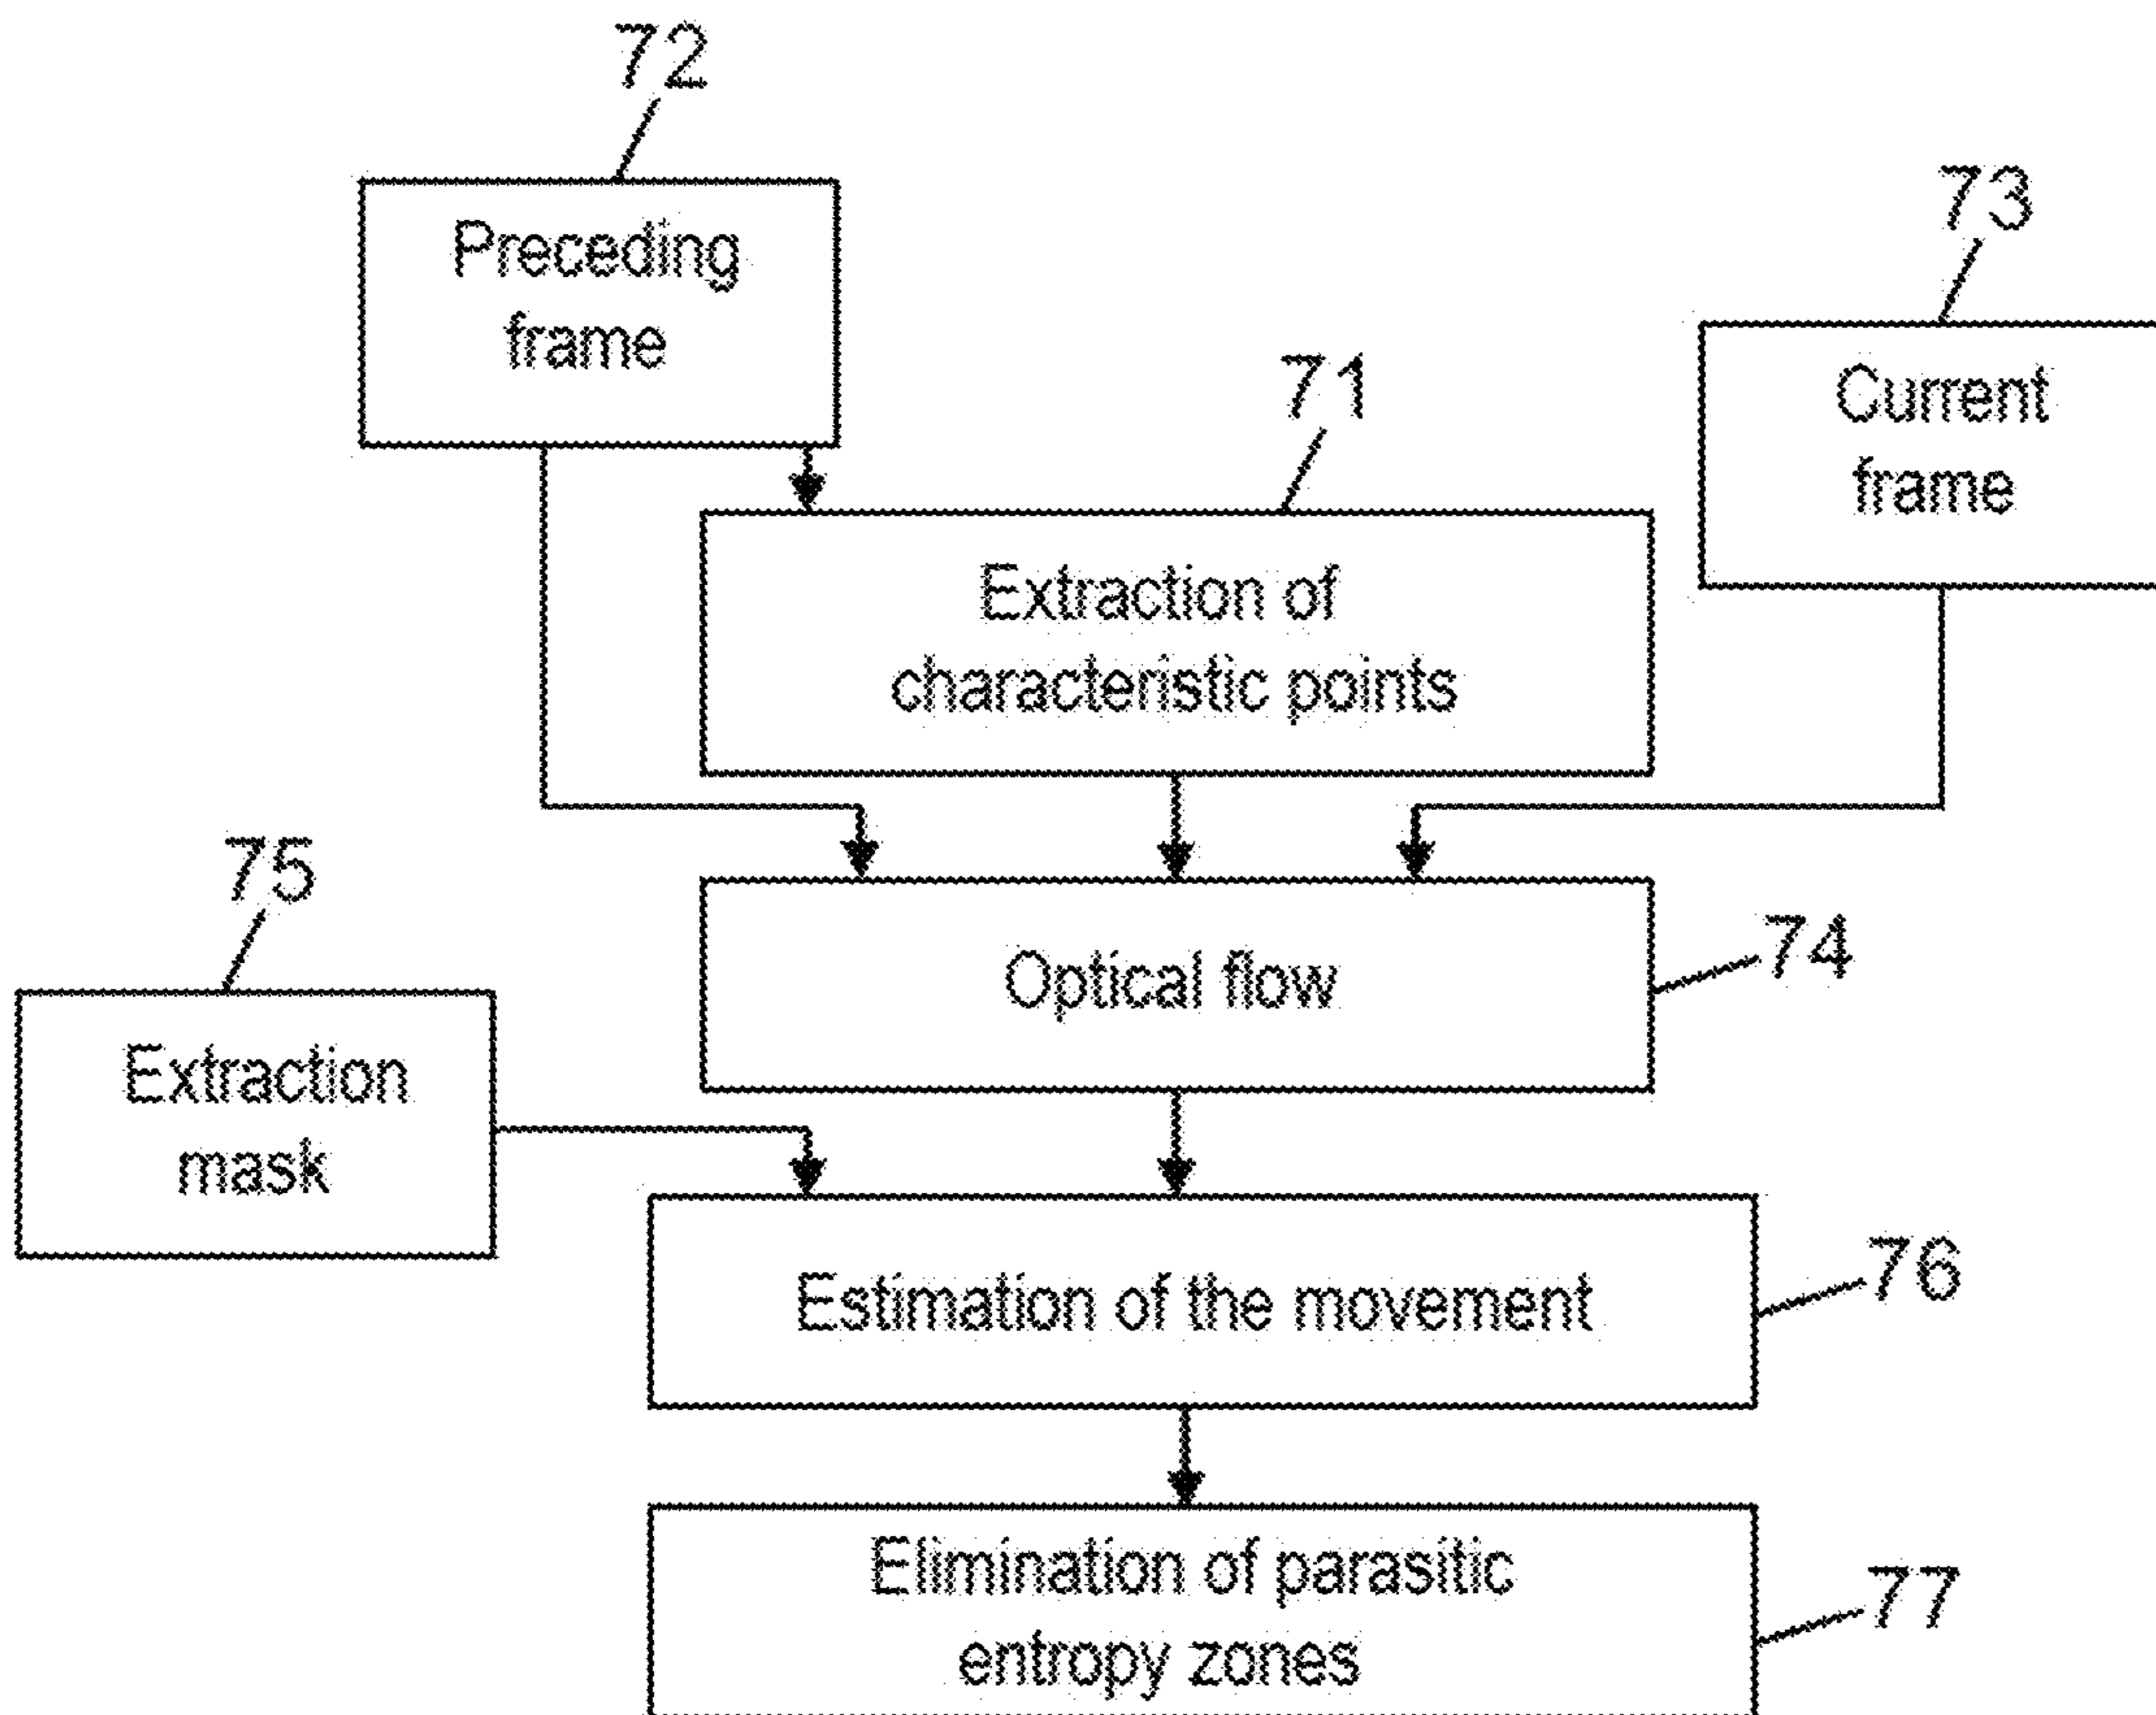 72
Preceding
frame
73
Current
frame
71
Extraction of
characteristic points
75
Extraction
mask
Optical flow
74
Estimation of the movement
76
Elimination of parasitic
entropy zones
77